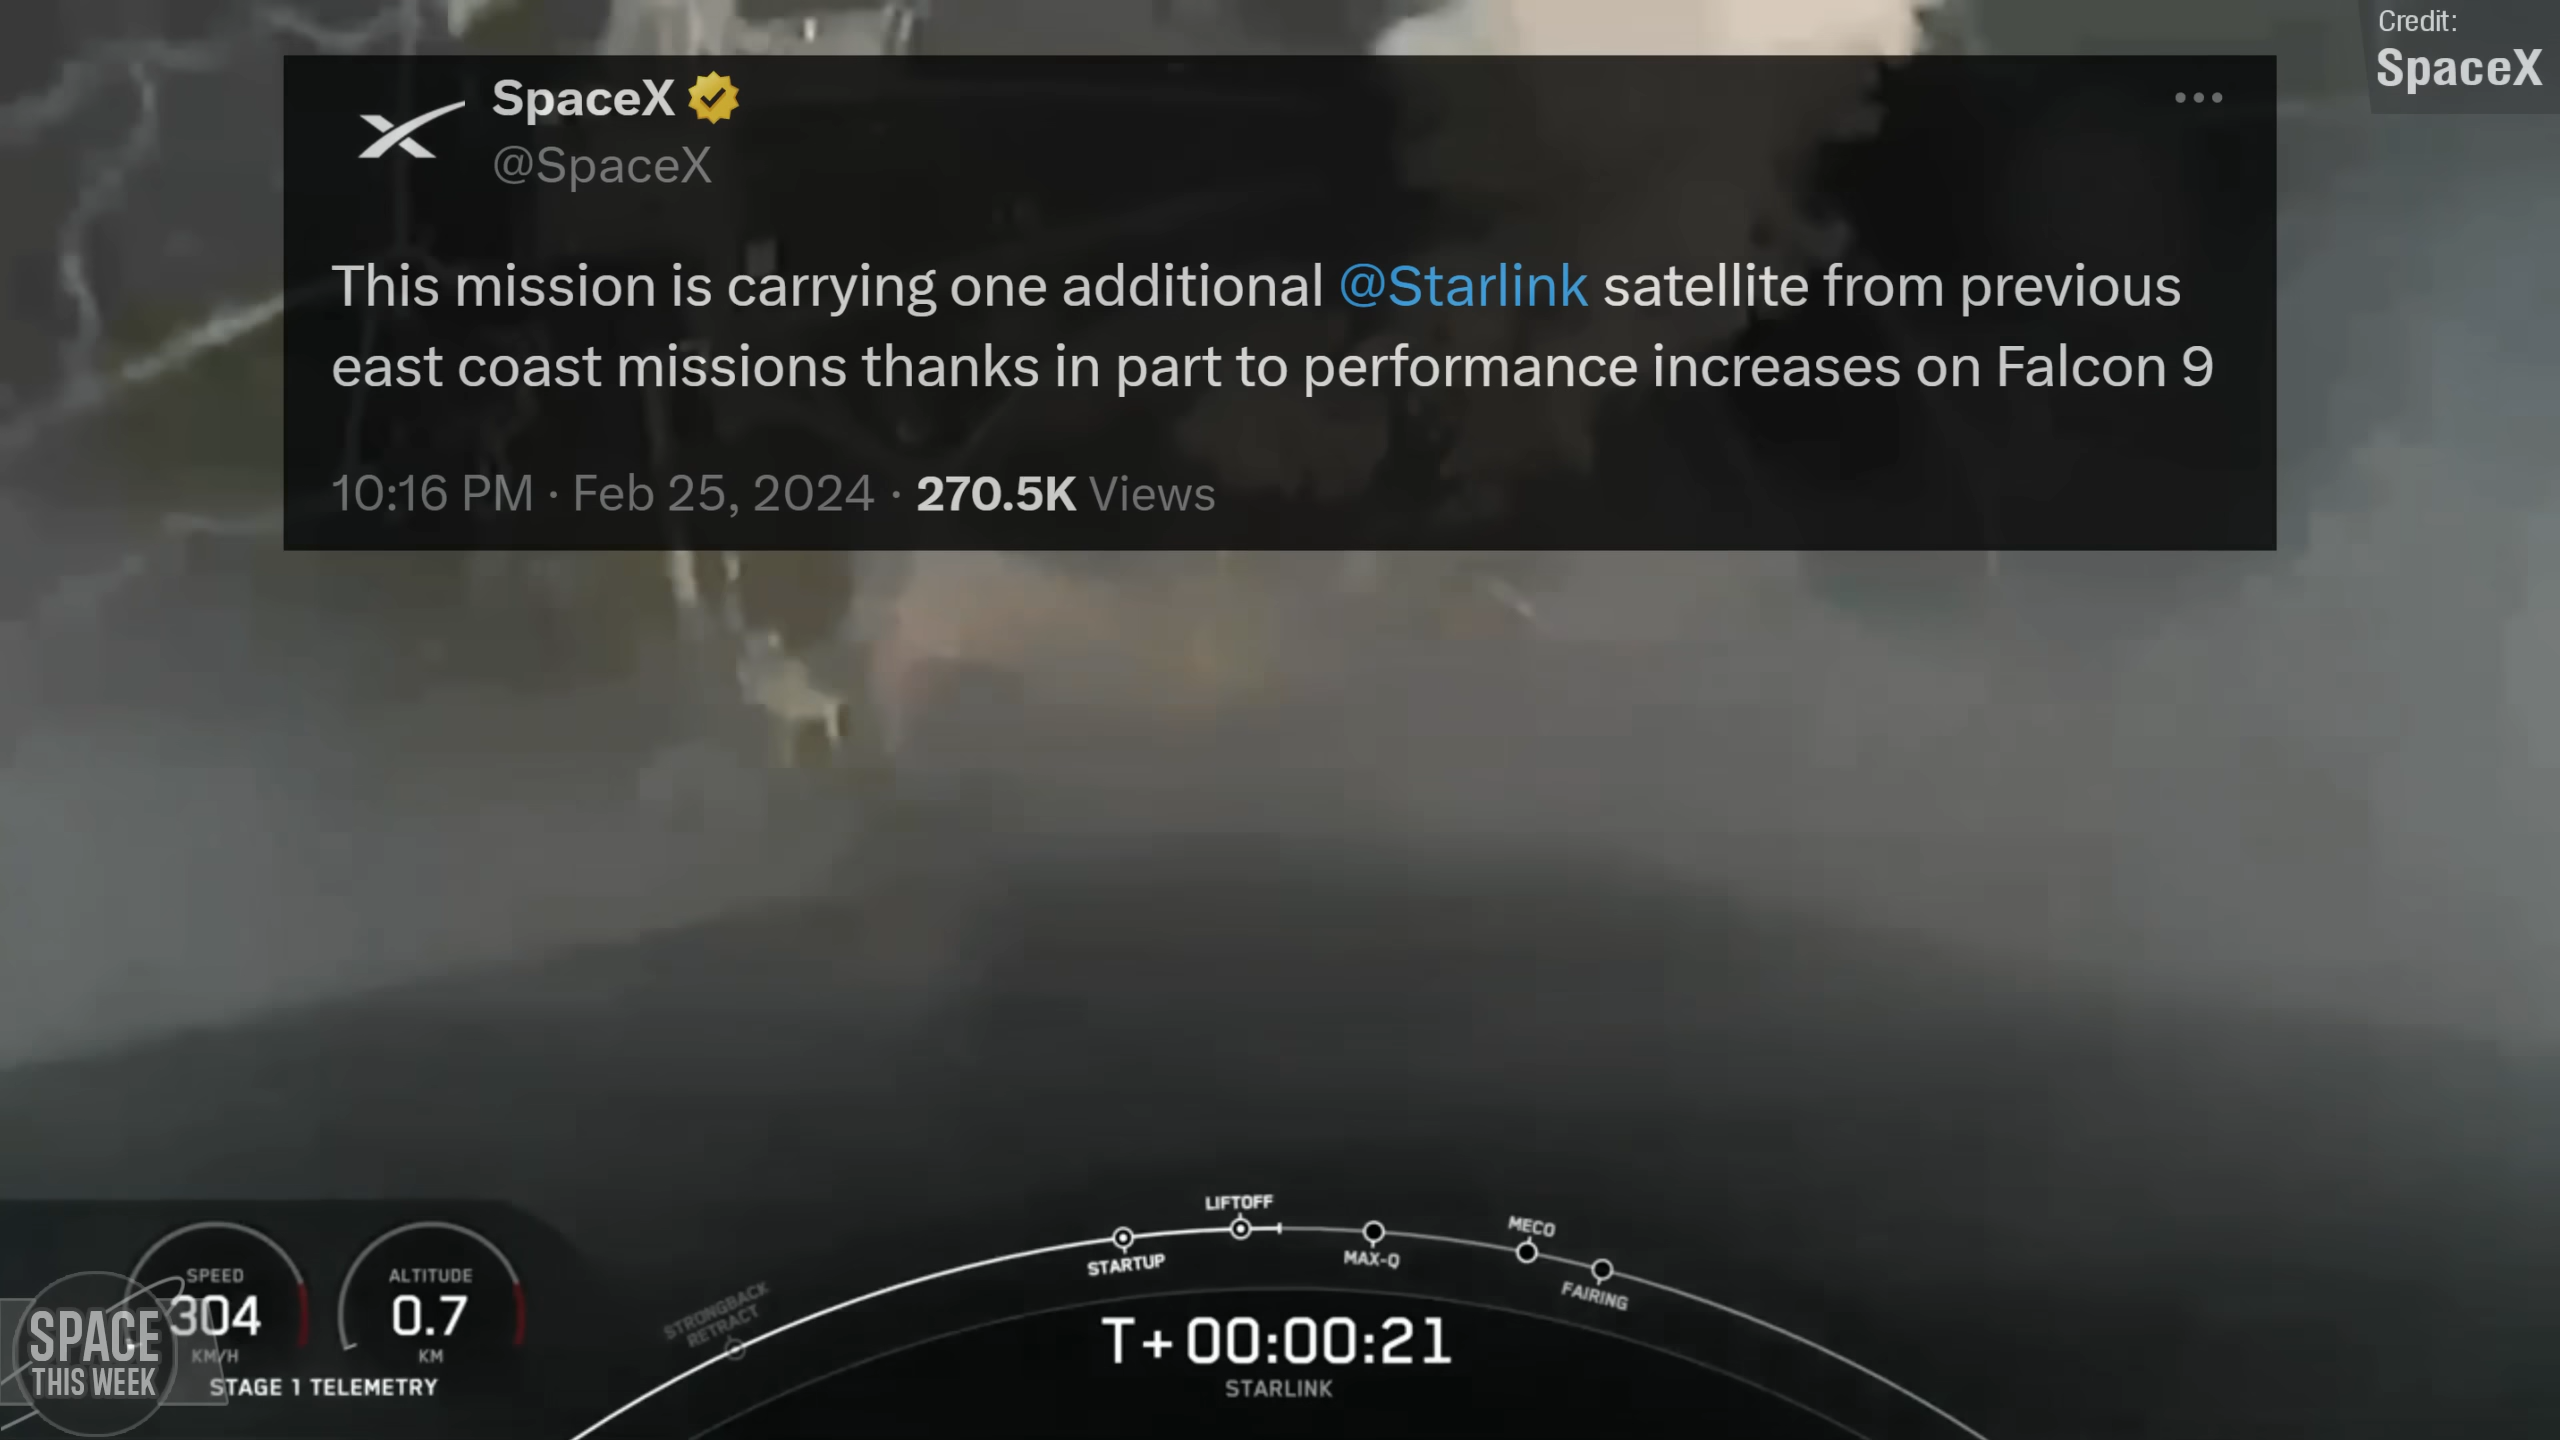 Credit:
SpaceX
SpaceX
@SpaceX
This mission is carrying one additional @Starlink satellite from previous
east coast missions thanks in part to performance increases on Falcon 9
10:16 PM · Feb 25, 2024 · 270.5K Views
SPEED
304
KM/H
ALTITUDE
0.7
KM
STAGE 1 TELEMETRY
SPACE
THIS WEEK
STRONGBACK
RETRACT
STARTUP
LIFTOFF
MAX-Q
MECO
FAIRING
T+00:00:21
STARLINK